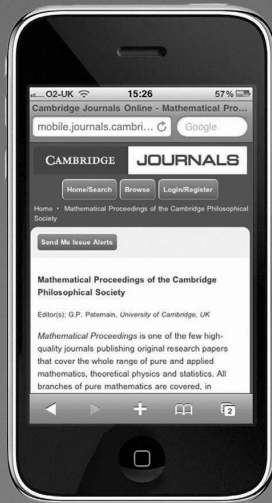 O2-UK 15:26 57%
Cambridge Journals Online - Mathematical Pro...
mobile.journals.cambri... Google
CAMBRIDGE JOURNALS
Home/Search Browse Login/Register
Home • Mathematical Proceedings of the Cambridge Philosophical
Society
Send Me Issue Alerts
Mathematical Proceedings of the Cambridge
Philosophical Society
Editor(s): G.P. Paternain, University of Cambridge, UK
Mathematical Proceedings is one of the few high-
quality journals publishing original research papers
that cover the whole range of pure and applied
mathematics, theoretical physics and statistics. All
branches of pure mathematics are covered, in
2